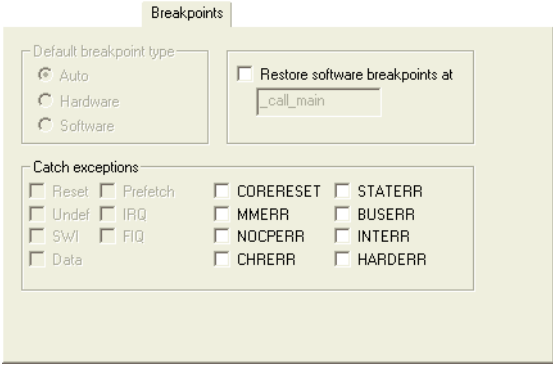 Breakpoints
Default breakpoint type
Auto
Hardware
Software
Restore software breakpoints at
_call_main
Catch exceptions
Reset Prefetch CORERESET STATERR
Undef IRQ MMERR BUSERR
SWI FIQ NOCPERR INTERR
Data CHRERR HARDERR